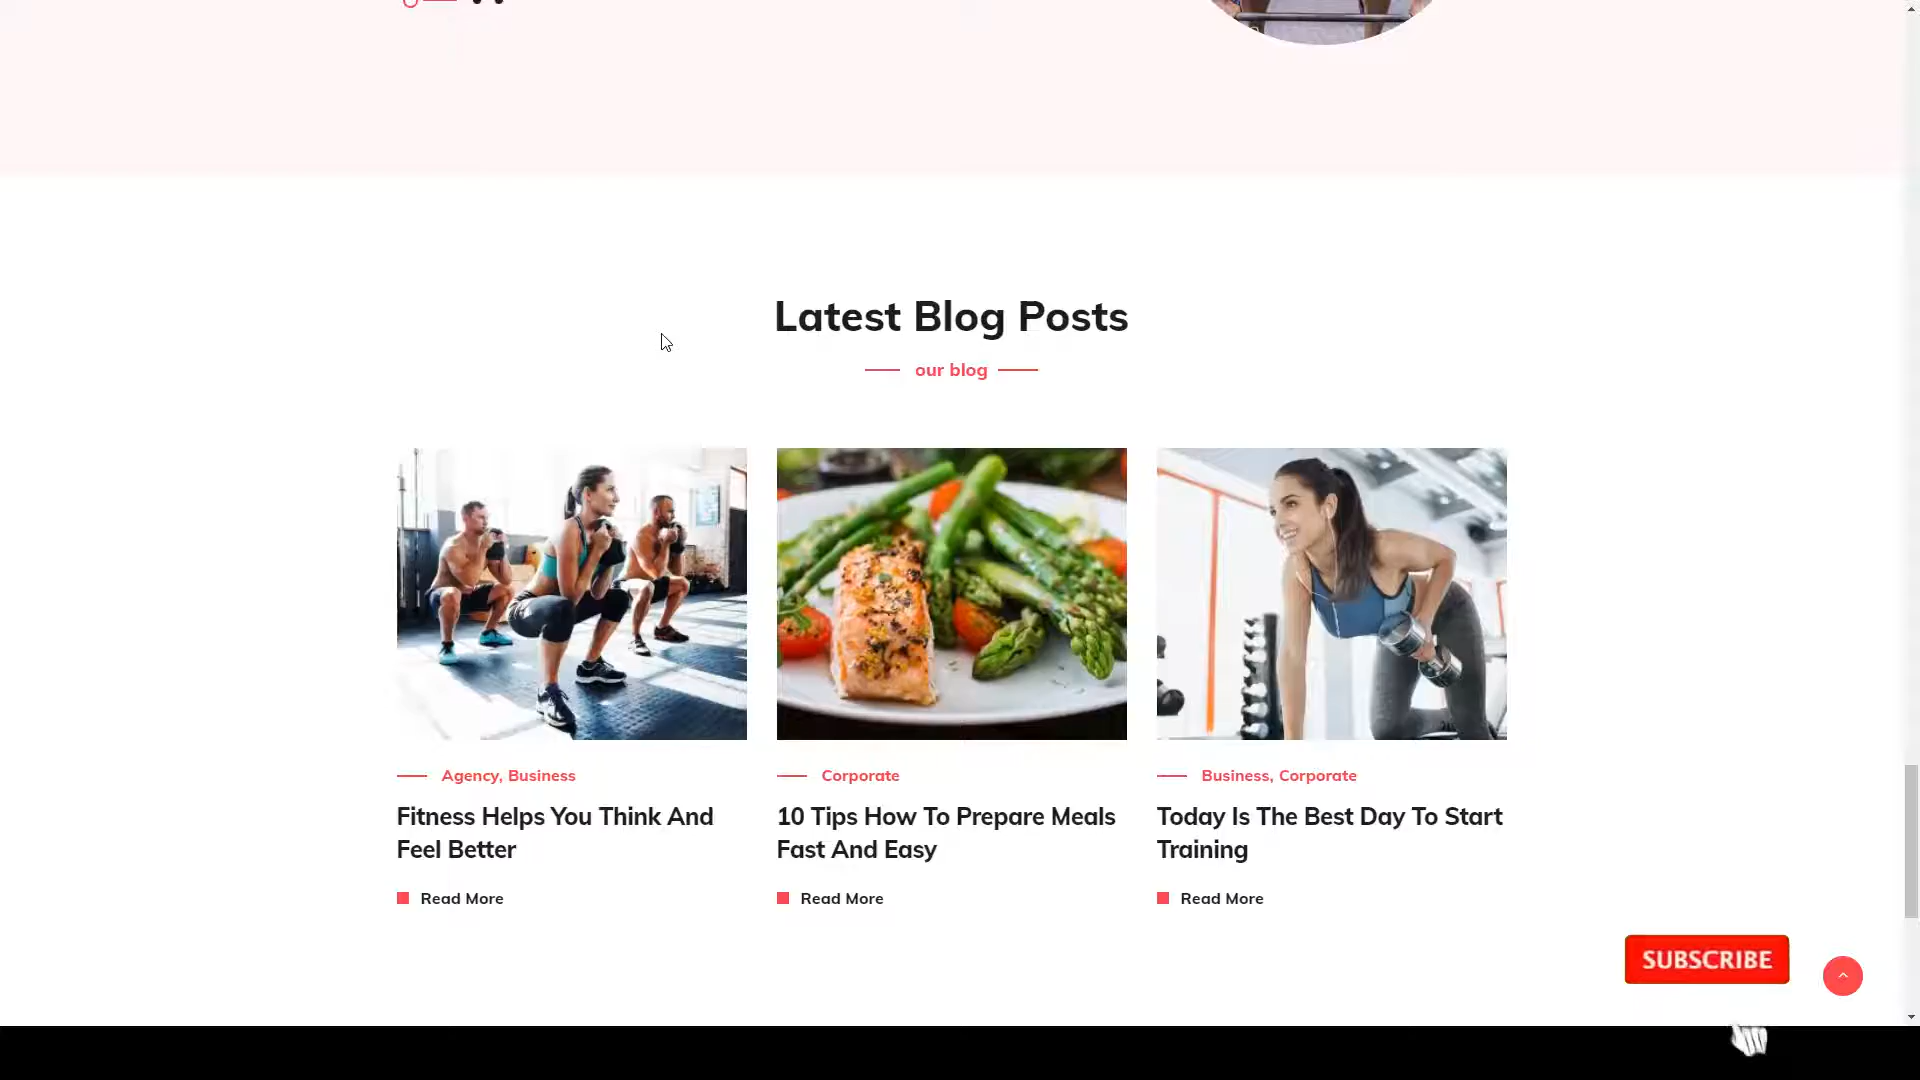 Latest Blog Posts
our blog
Agency, Business
Fitness Helps You Think And
Feel Better
Read More
Corporate
10 Tips How To Prepare Meals
Fast And Easy
Read More
Business, Corporate
Today Is The Best Day To Start
Training
Read More
SUBSCRIBE